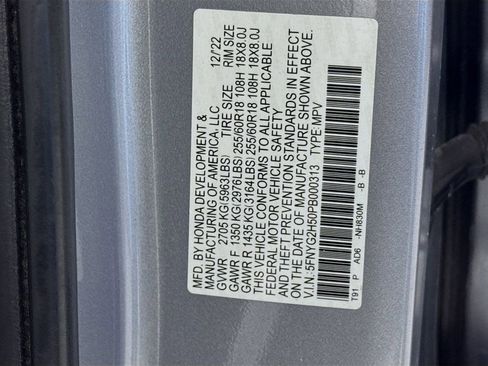 MFD. BY HONDA DEVELOPMENT &
MANUFACTURING OF AMERICA, LLC 12/'22
GVWR 2705 KG(5963LBS) TIRE SIZE RIM SIZE
GAWR F 1350 KG(2976LBS)255/60R18 108H 18X8.0J
GAWR R 1435 KG(3164LBS)255/60R18 108H 18X8.0J
THIS VEHICLE CONFORMS TO ALL APPLICABLE
FEDERAL MOTOR VEHICLE SAFETY
AND THEFT PREVENTION STANDARDS IN EFFECT
ON THE DATE OF MANUFACTURE SHOWN ABOVE.
V.I.N: 5FNYG2H50PB000313 TYPE:MPV
T91 P AD6 -NH830M -B -B